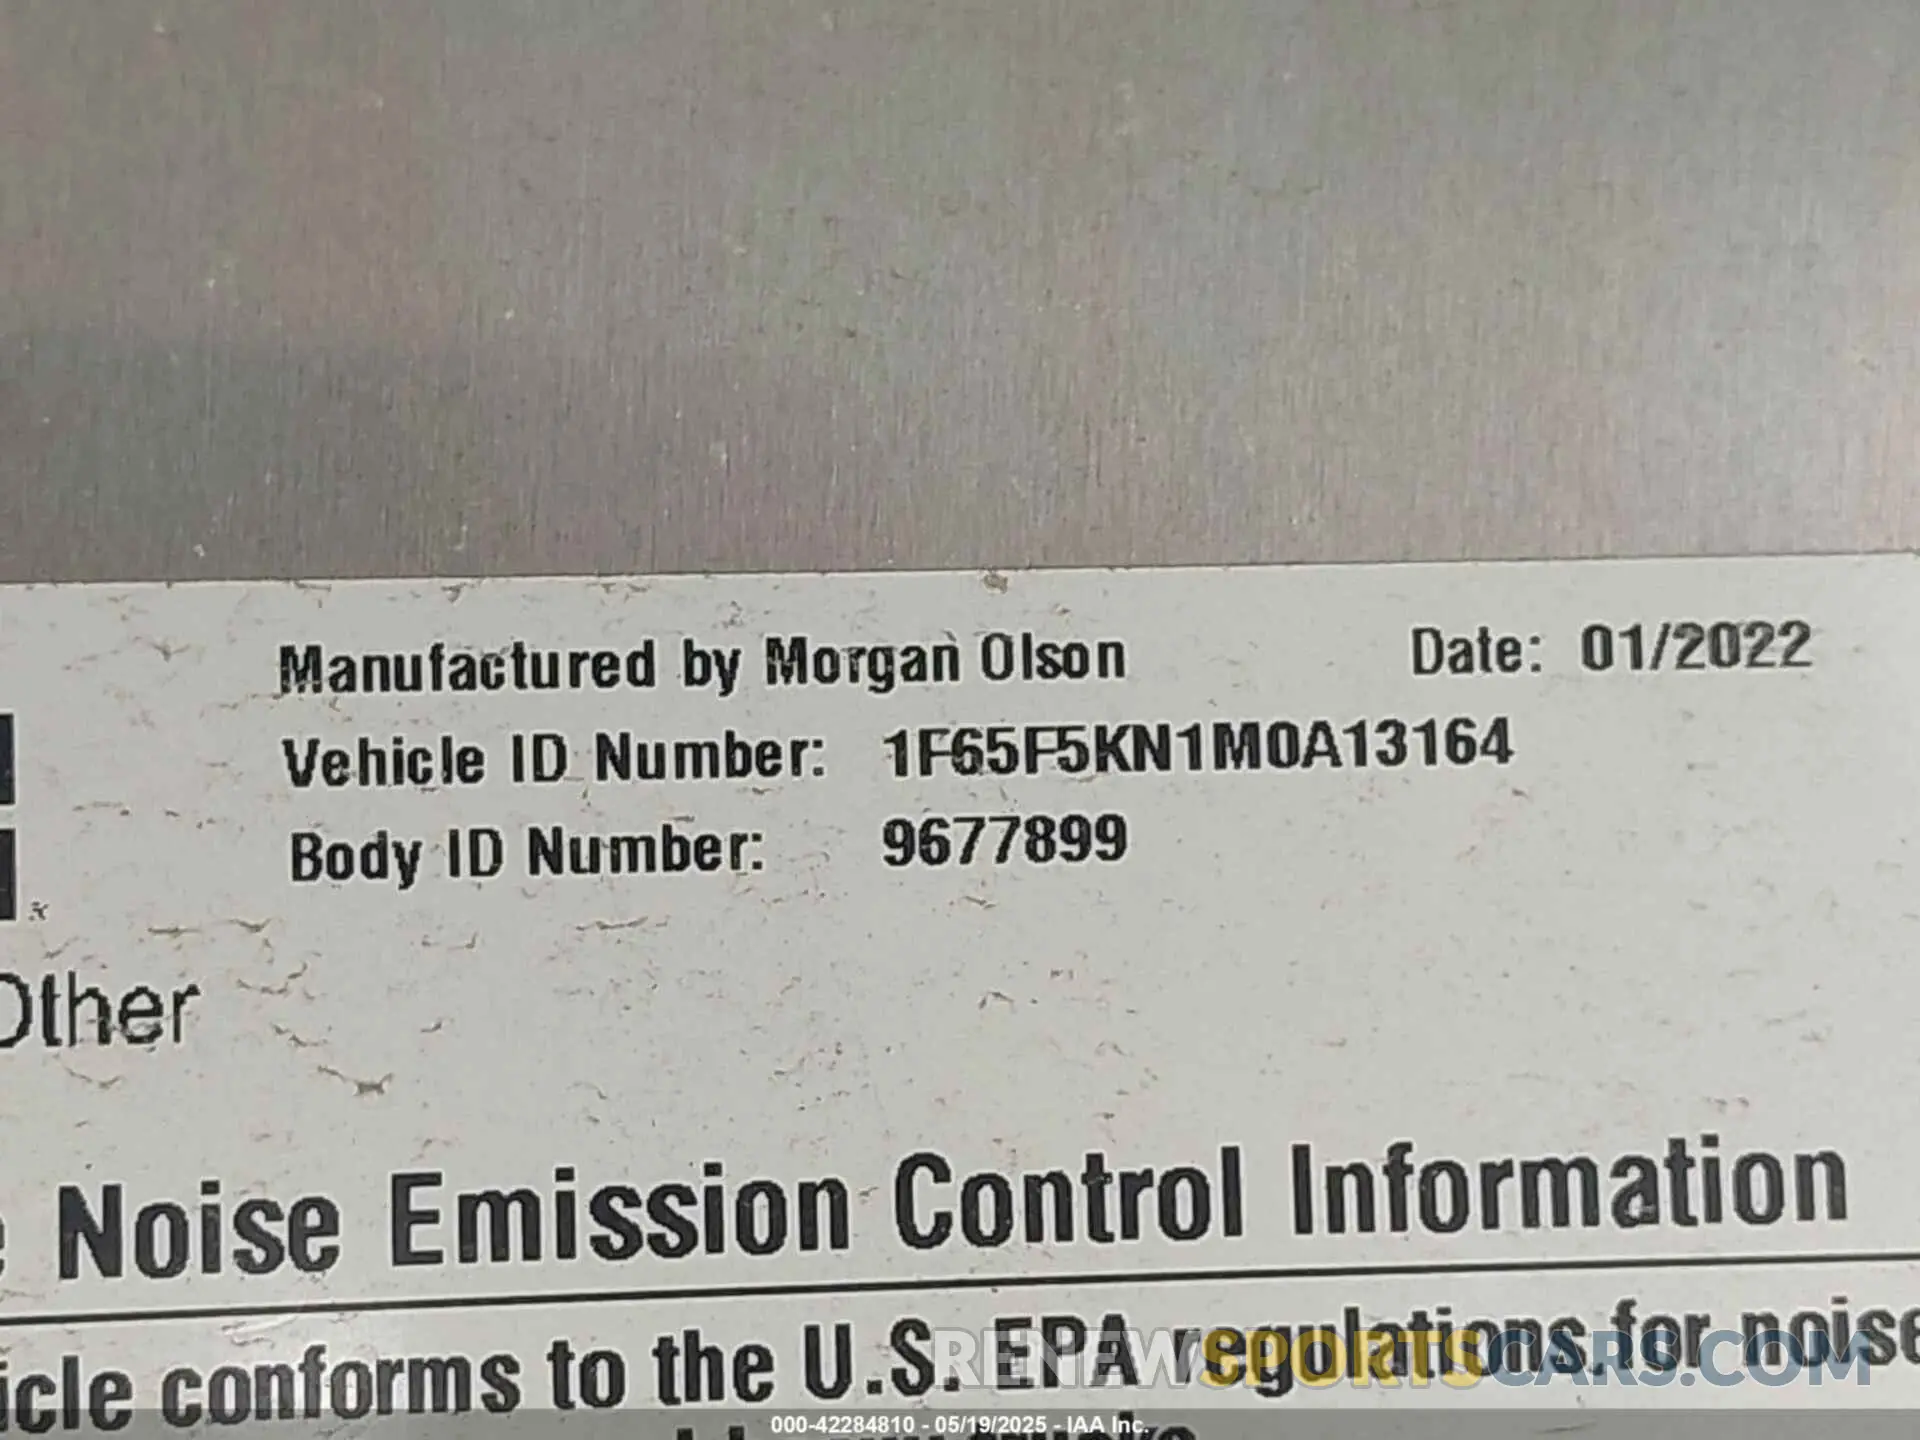 Manufactured by Morgan Olson Date: 01/2022
Vehicle ID Number: 1F65F5KN1M0A13164
Body ID Number: 9677899
Other
Noise Emission Control Information
icle conforms to the U.S. EPA regulations for noise
RENEWSPORTSCARS.COM
000-42284810 - 05/19/2025 - IAA Inc.